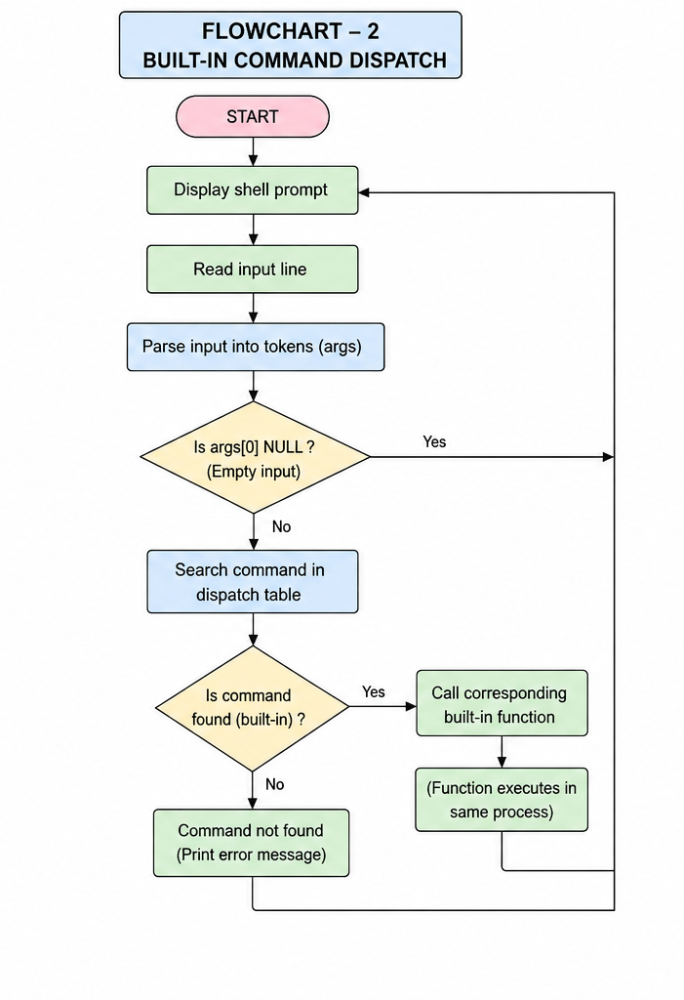 FLOWCHART – 2
BUILT-IN COMMAND DISPATCH
START
Display shell prompt
Read input line
Parse input into tokens (args)
Is args[0] NULL ?
(Empty input)
Yes
No
Search command in
dispatch table
Is command
found (built-in) ?
Yes
Call corresponding
built-in function
No
(Function executes in
same process)
Command not found
(Print error message)